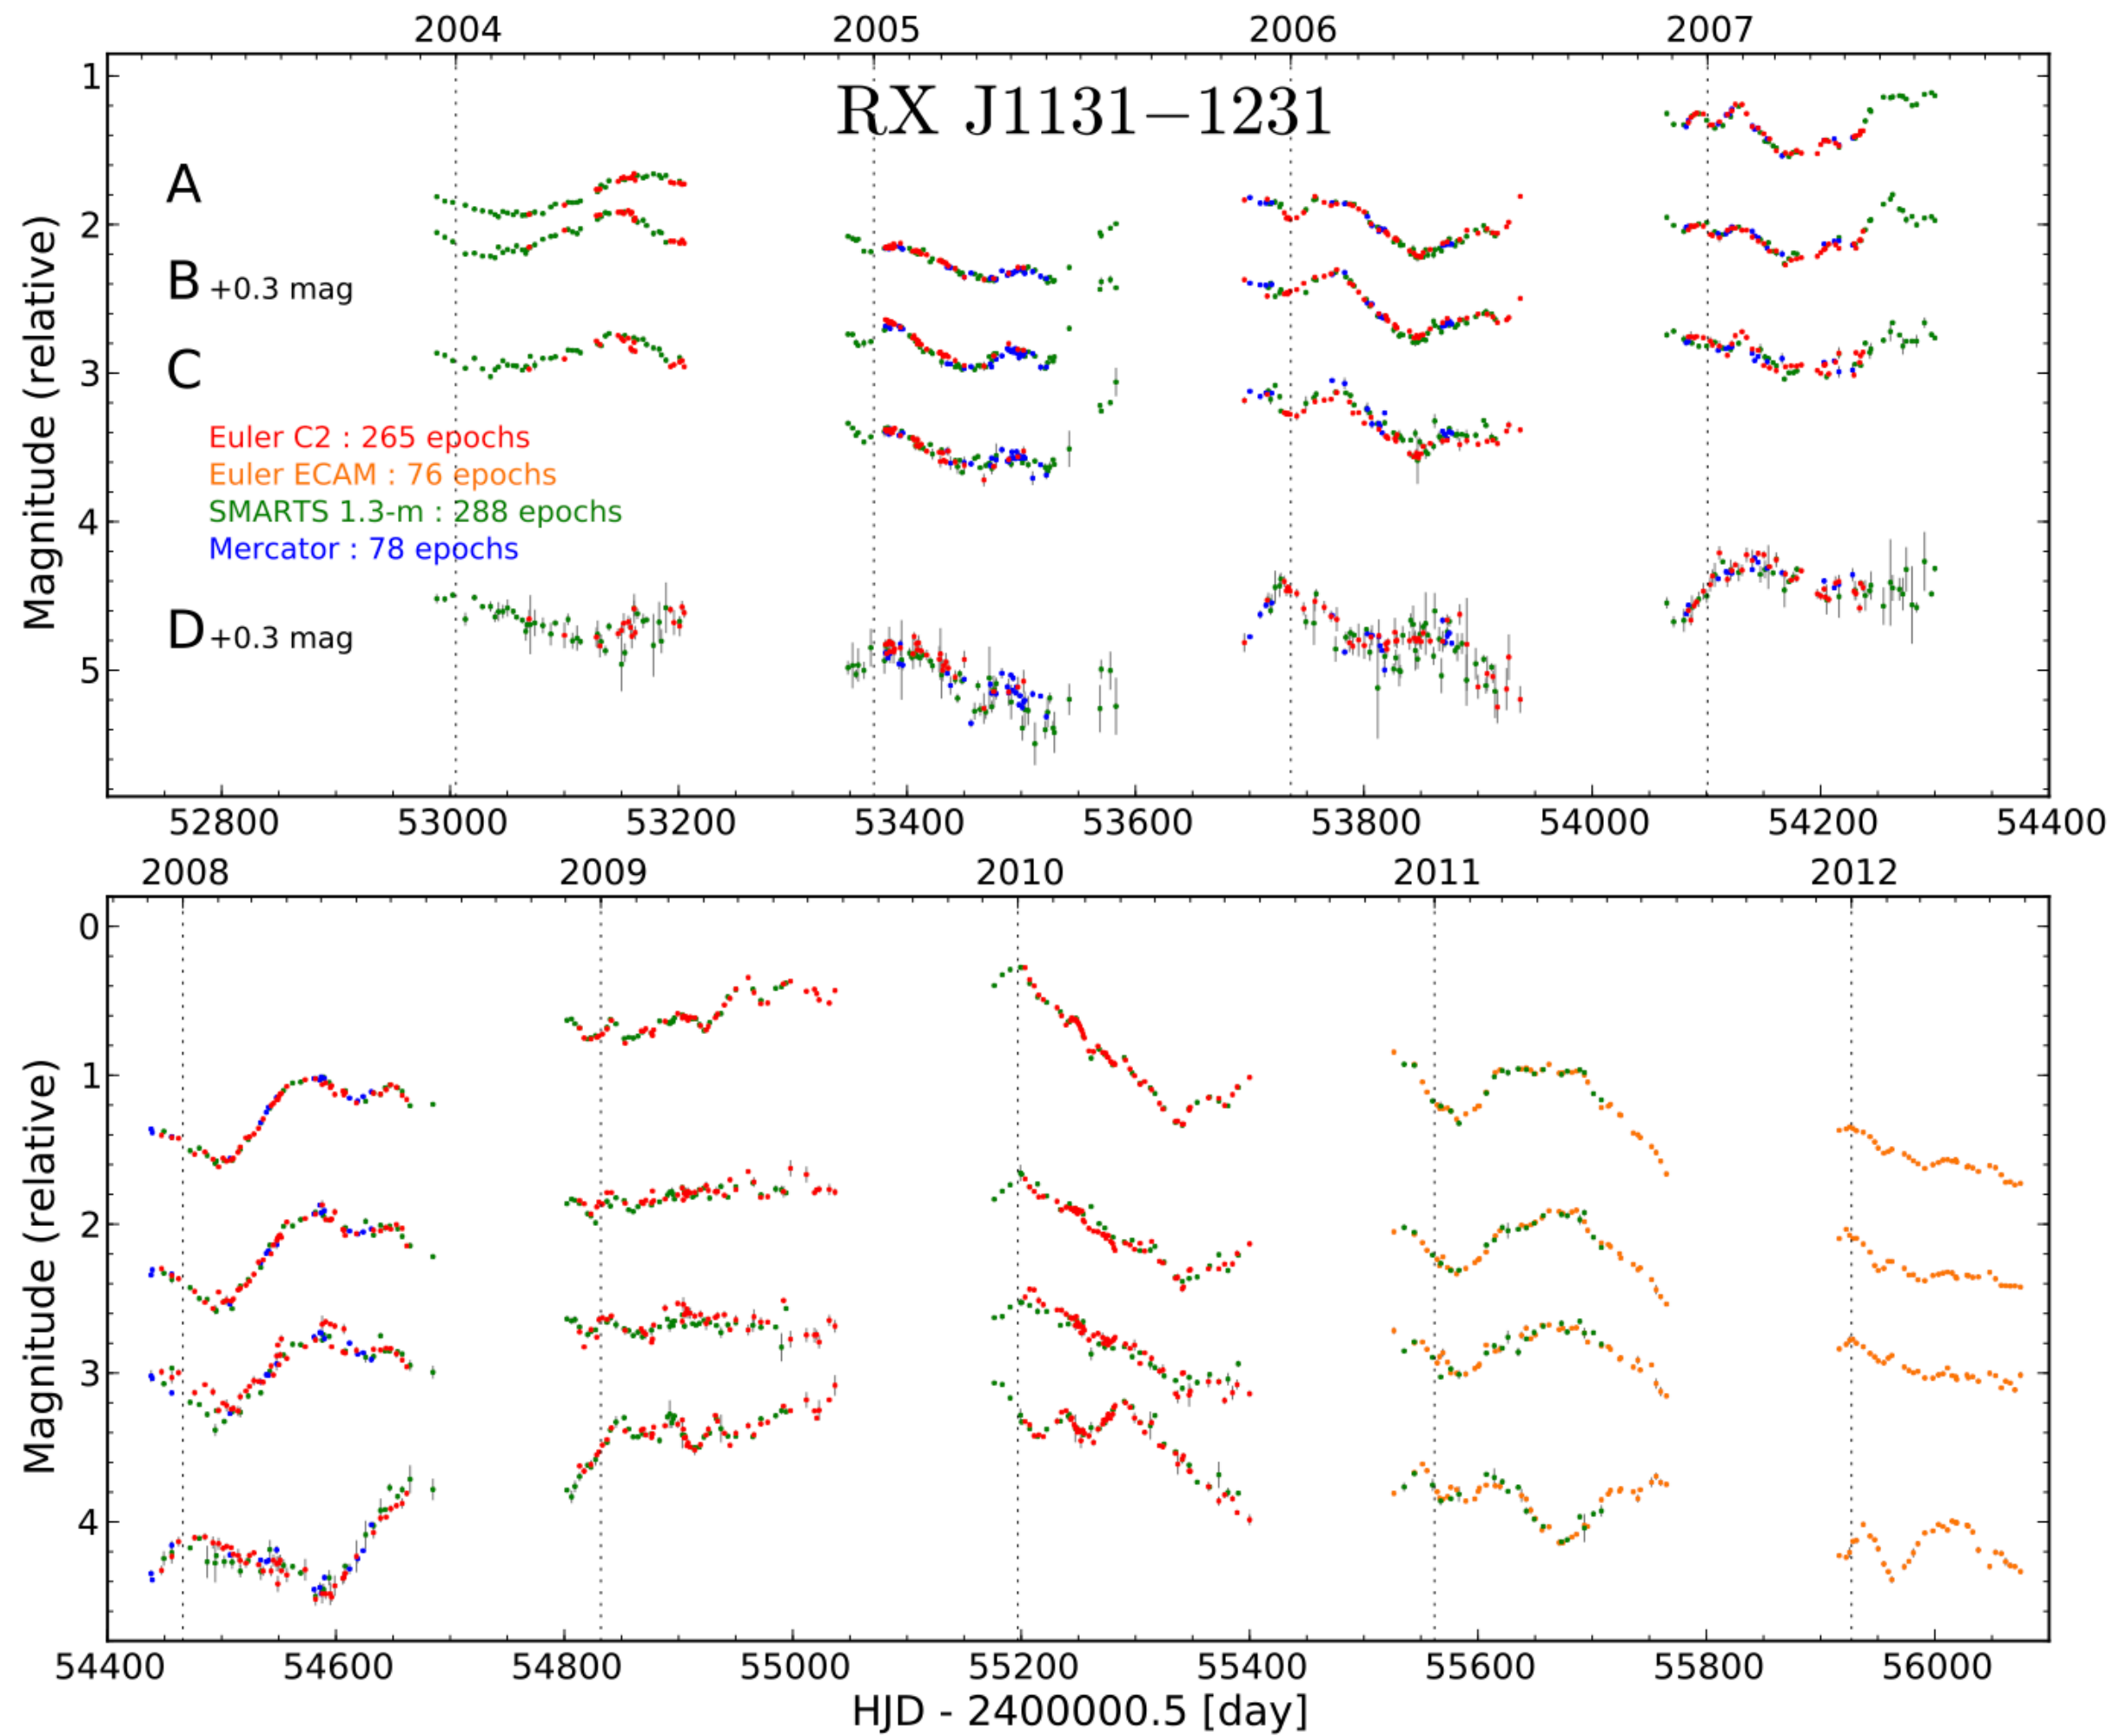 2004 2005 2006 2007
RX J1131−1231
1
2
3
4
5
Magnitude (relative)
A
B +0.3 mag
C
Euler C2 : 265 epochs
Euler ECAM : 76 epochs
SMARTS 1.3-m : 288 epochs
Mercator : 78 epochs
D +0.3 mag
52800 53000 53200 53400 53600 53800 54000 54200 54400
2008 2009 2010 2011 2012
0
1
2
3
4
Magnitude (relative)
54400 54600 54800 55000 55200 55400 55600 55800 56000
HJD - 2400000.5 [day]